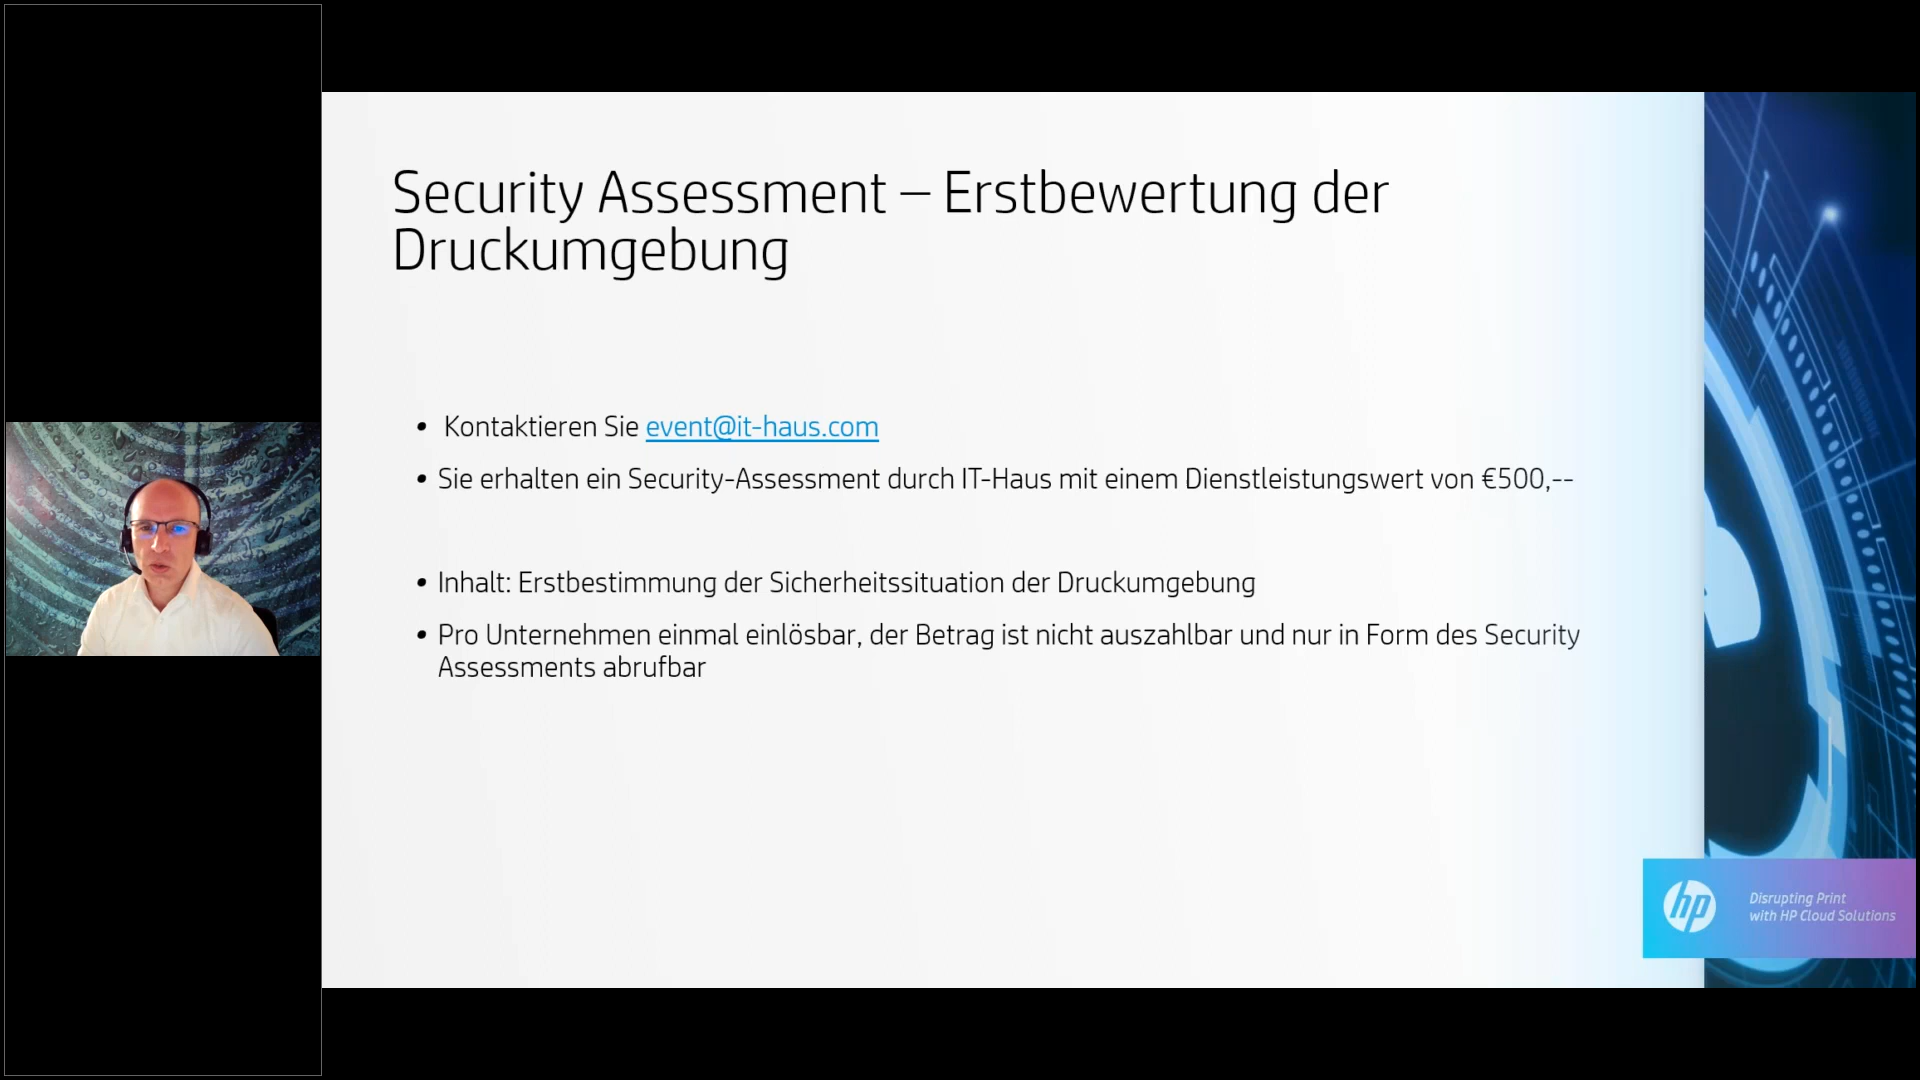 Security Assessment – Erstbewertung der
Druckumgebung
• Kontaktieren Sie event@it-haus.com
• Sie erhalten ein Security-Assessment durch IT-Haus mit einem Dienstleistungswert von €500,--
• Inhalt: Erstbestimmung der Sicherheitssituation der Druckumgebung
• Pro Unternehmen einmal einlösbar, der Betrag ist nicht auszahlbar und nur in Form des Security
Assessments abrufbar
hp
Disrupting Print
with HP Cloud Solutions